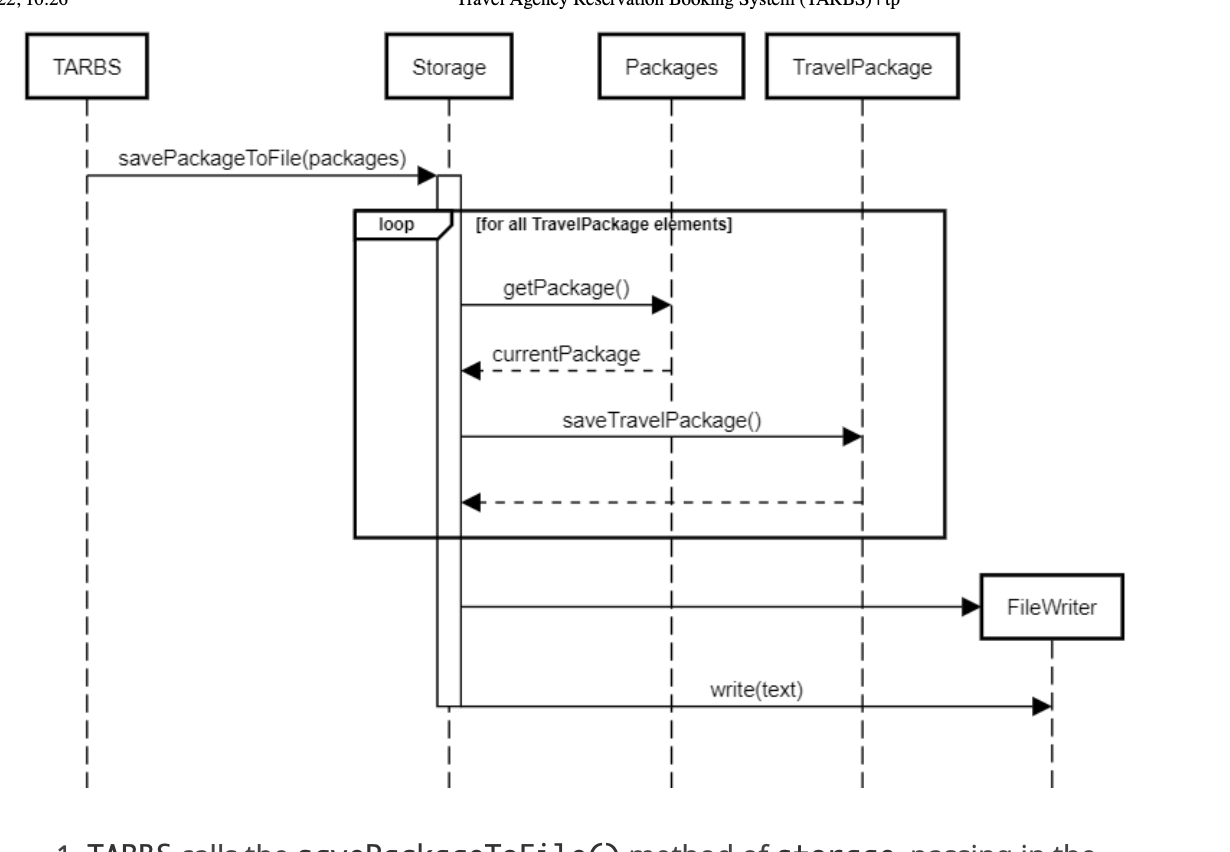 22, 10:26 Travel Agency Reservation Booking System (TARBS) | tp
TARBS Storage Packages TravelPackage
savePackageToFile(packages)
loop [for all TravelPackage elements]
getPackage()
currentPackage
saveTravelPackage()
FileWriter
write(text)
1. TARBS calls the savePackageToFile() method of storage, passing in the